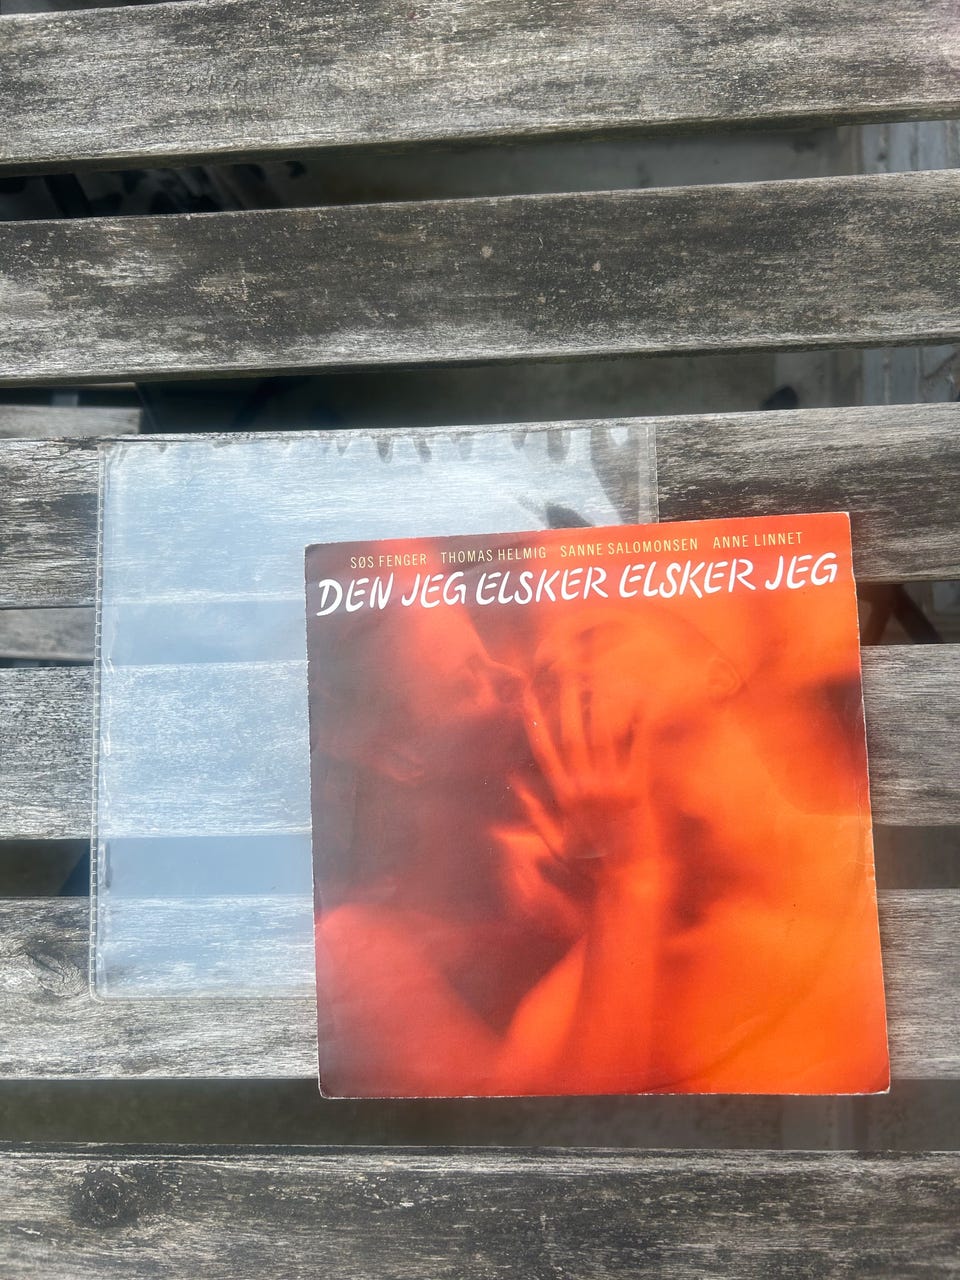 SØS FENGER THOMAS HELMIG SANNE SALOMONSEN ANNE LINNET
DEN JEG ELSKER ELSKER JEG